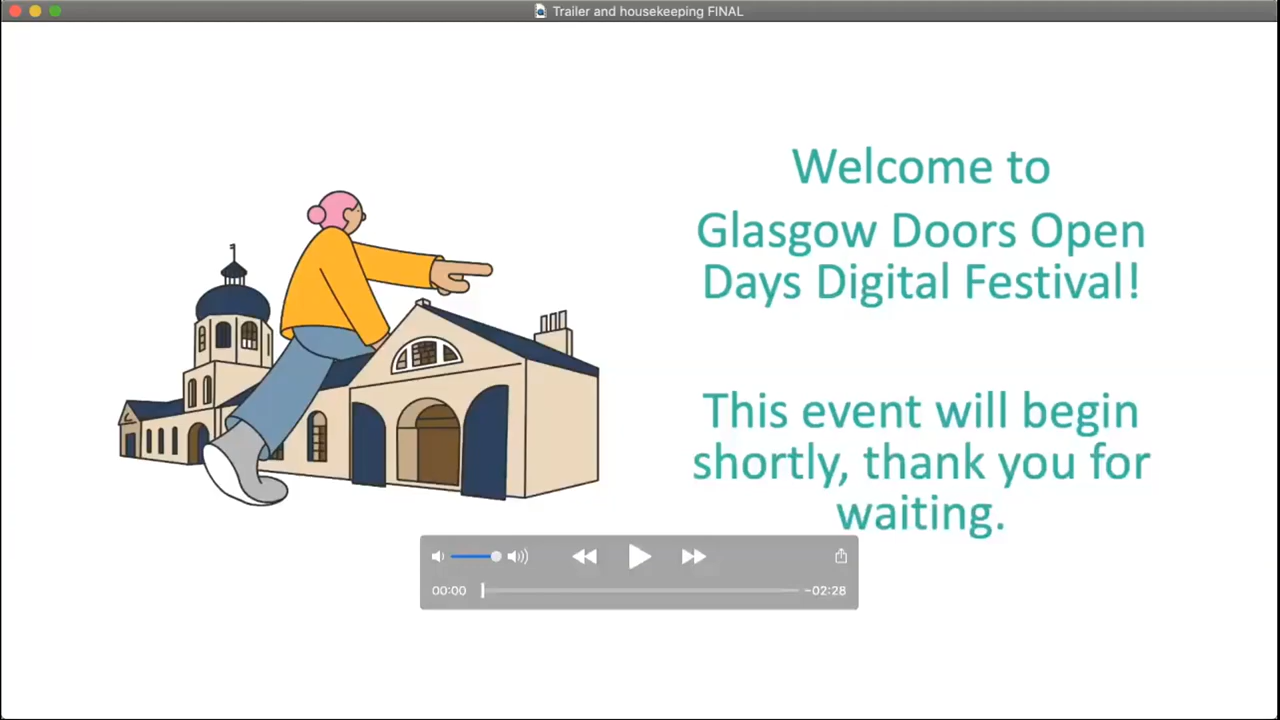 Trailer and housekeeping FINAL
Welcome to
Glasgow Doors Open
Days Digital Festival!
This event will begin
shortly, thank you for
waiting.
00:00
-02:28